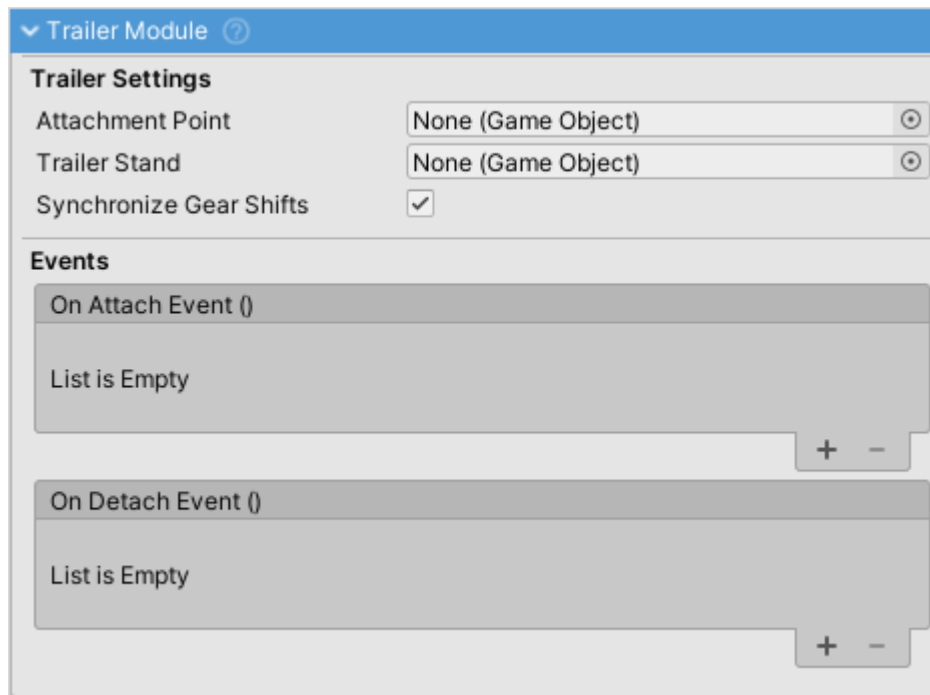 Trailer Module ?
Trailer Settings
Attachment Point None (Game Object)
Trailer Stand None (Game Object)
Synchronize Gear Shifts
Events
On Attach Event ()
List is Empty
+ −
On Detach Event ()
List is Empty
+ −